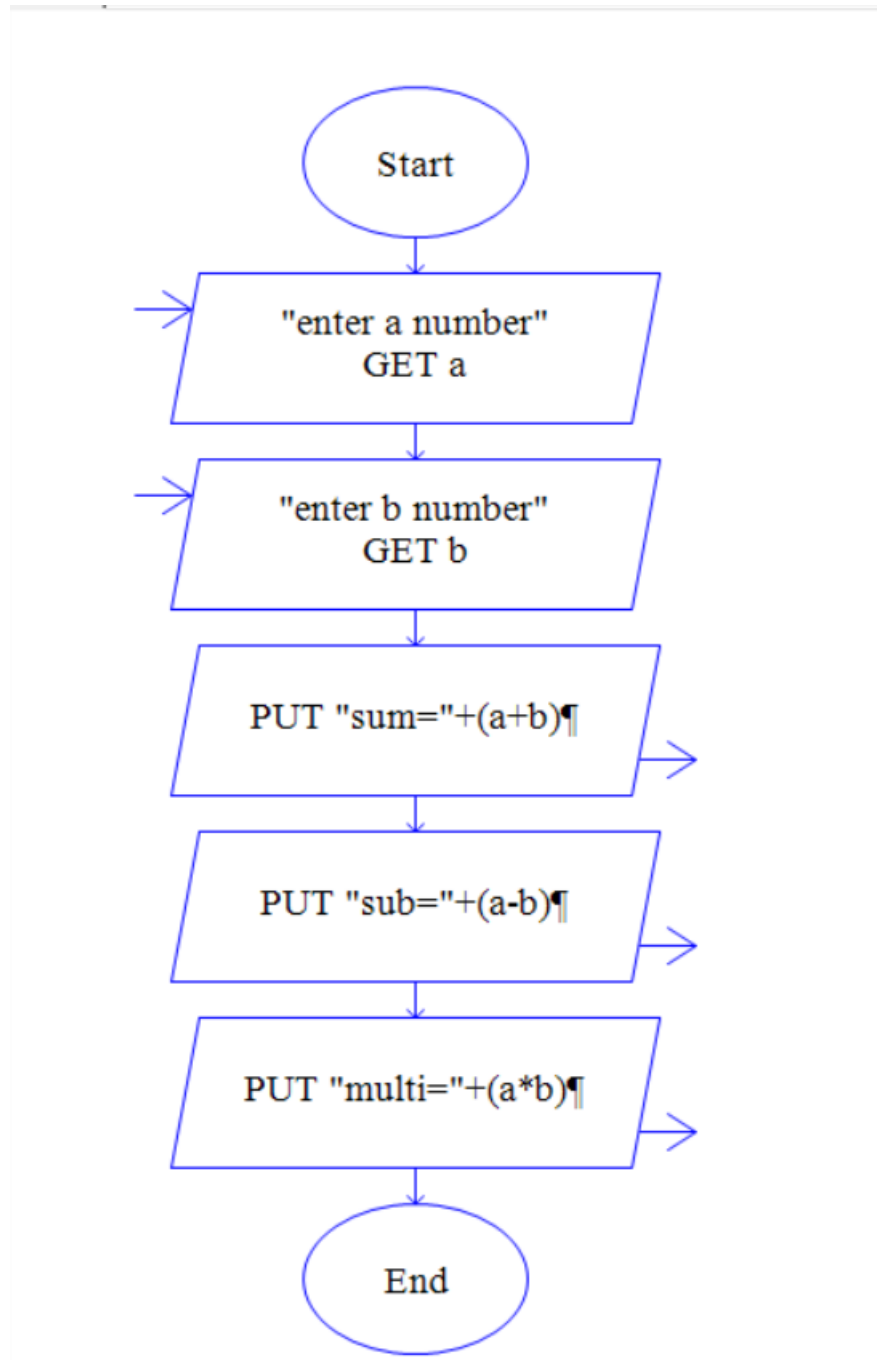 Start
"enter a number"
GET a
"enter b number"
GET b
PUT "sum="+(a+b)¶
PUT "sub="+(a-b)¶
PUT "multi="+(a*b)¶
End